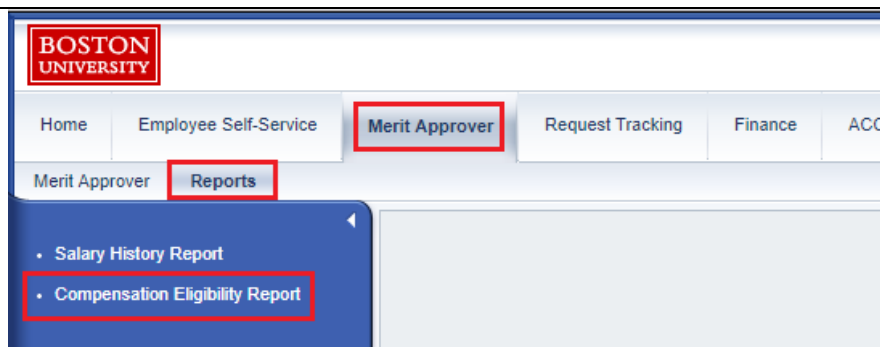 BOSTON
UNIVERSITY
Home Employee Self-Service Merit Approver Request Tracking Finance ACC
Merit Approver Reports
• Salary History Report
• Compensation Eligibility Report